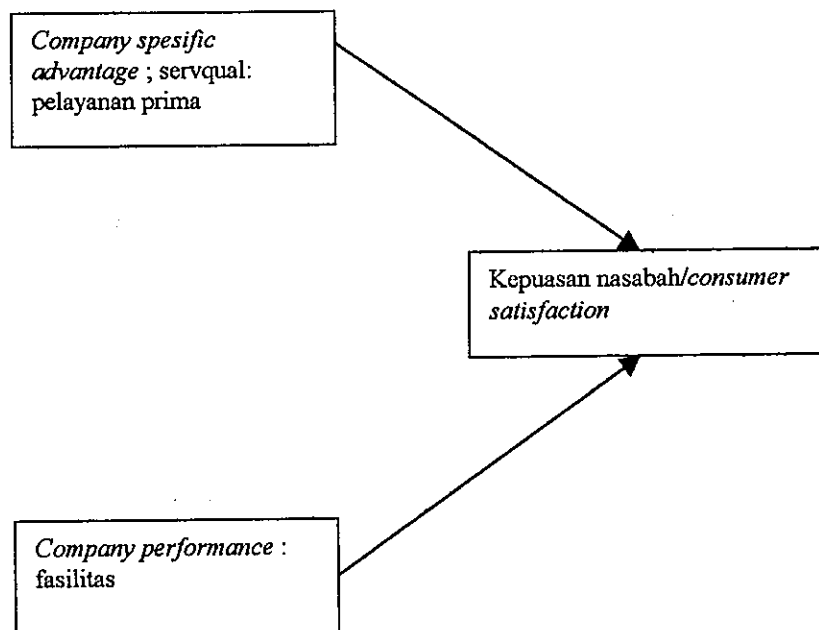 Company spesific
advantage ; servqual:
pelayanan prima
Kepuasan nasabah/consumer
satisfaction
Company performance :
fasilitas